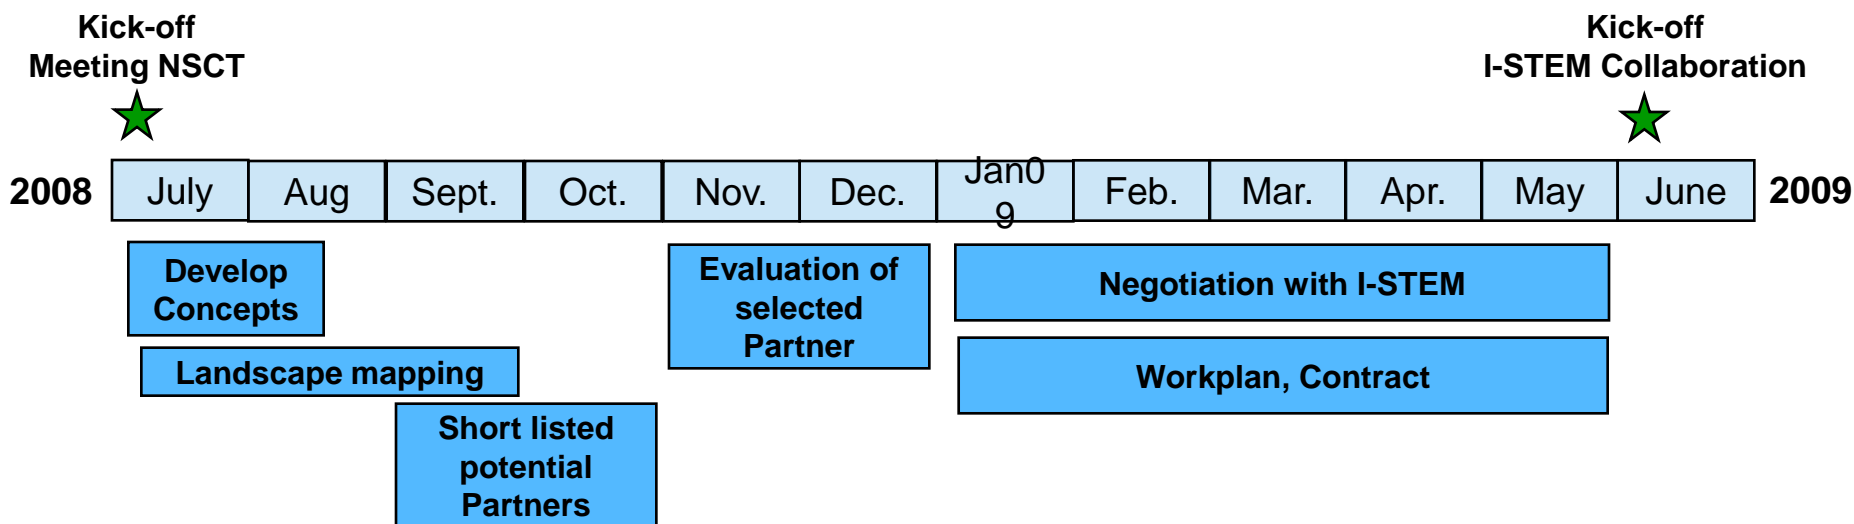 Kick-off
Meeting NSCT
Kick-off
I-STEM Collaboration
2008
July
Aug
Sept.
Oct.
Nov.
Dec.
Jan0
9
Feb.
Mar.
Apr.
May
June
2009
Develop
Concepts
Evaluation of
selected
Partner
Negotiation with I-STEM
Landscape mapping
Workplan, Contract
Short listed
potential
Partners